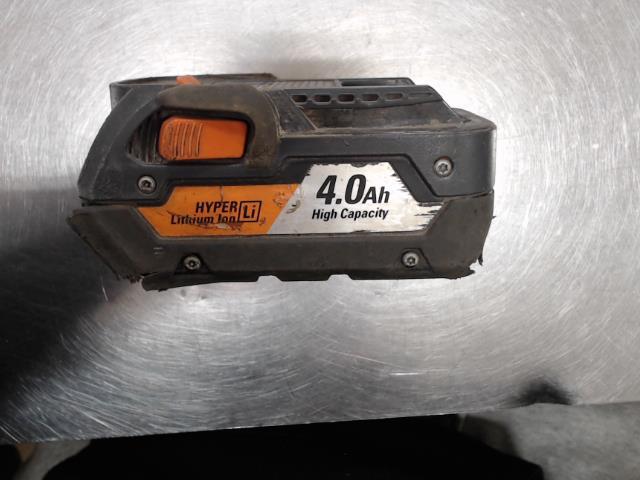 HYPER
Lithium Ion Li
4.0Ah
High Capacity